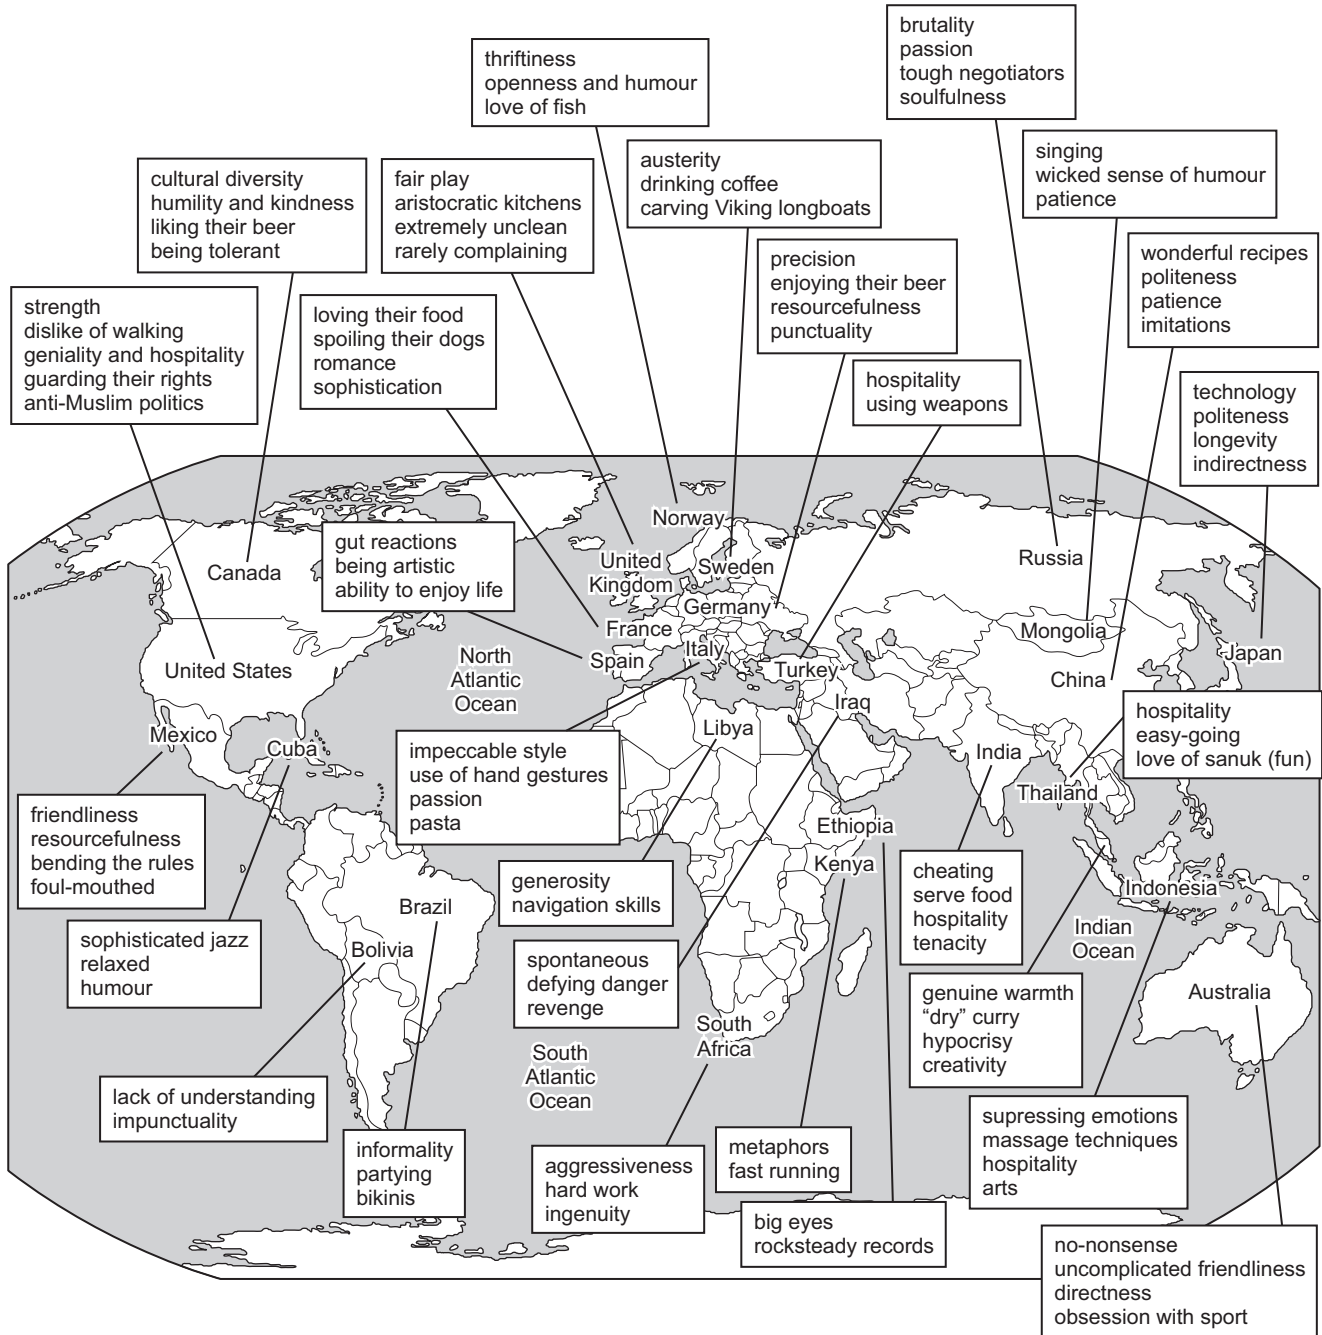 brutality
passion
tough negotiators
soulfulness
thriftiness
openness and humour
love of fish
austerity
drinking coffee
carving Viking longboats
singing
wicked sense of humour
patience
cultural diversity
humility and kindness
liking their beer
being tolerant
fair play
aristocratic kitchens
extremely unclean
rarely complaining
precision
enjoying their beer
resourcefulness
punctuality
wonderful recipes
politeness
patience
imitations
strength
dislike of walking
geniality and hospitality
guarding their rights
anti-Muslim politics
loving their food
spoiling their dogs
romance
sophistication
hospitality
using weapons
technology
politeness
longevity
indirectness
gut reactions
being artistic
ability to enjoy life
Norway
United
Kingdom
Sweden
Russia
Canada
Germany
France
Mongolia
Italy
Spain
Japan
United States
North
Atlantic
Ocean
Turkey
China
Iraq
Mexico
Cuba
Libya
India
Thailand
hospitality
easy-going
love of sanuk (fun)
impeccable style
use of hand gestures
passion
pasta
friendliness
resourcefulness
bending the rules
foul-mouthed
Ethiopia
Kenya
generosity
navigation skills
cheating
serve food
hospitality
tenacity
Indonesia
Indian
Ocean
Brazil
Bolivia
sophisticated jazz
relaxed
humour
spontaneous
defying danger
revenge
genuine warmth
“dry” curry
hypocrisy
creativity
Australia
South
Africa
South
Atlantic
Ocean
lack of understanding
impunctuality
informality
partying
bikinis
aggressiveness
hard work
ingenuity
metaphors
fast running
supressing emotions
massage techniques
hospitality
arts
big eyes
rocksteady records
no-nonsense
uncomplicated friendliness
directness
obsession with sport